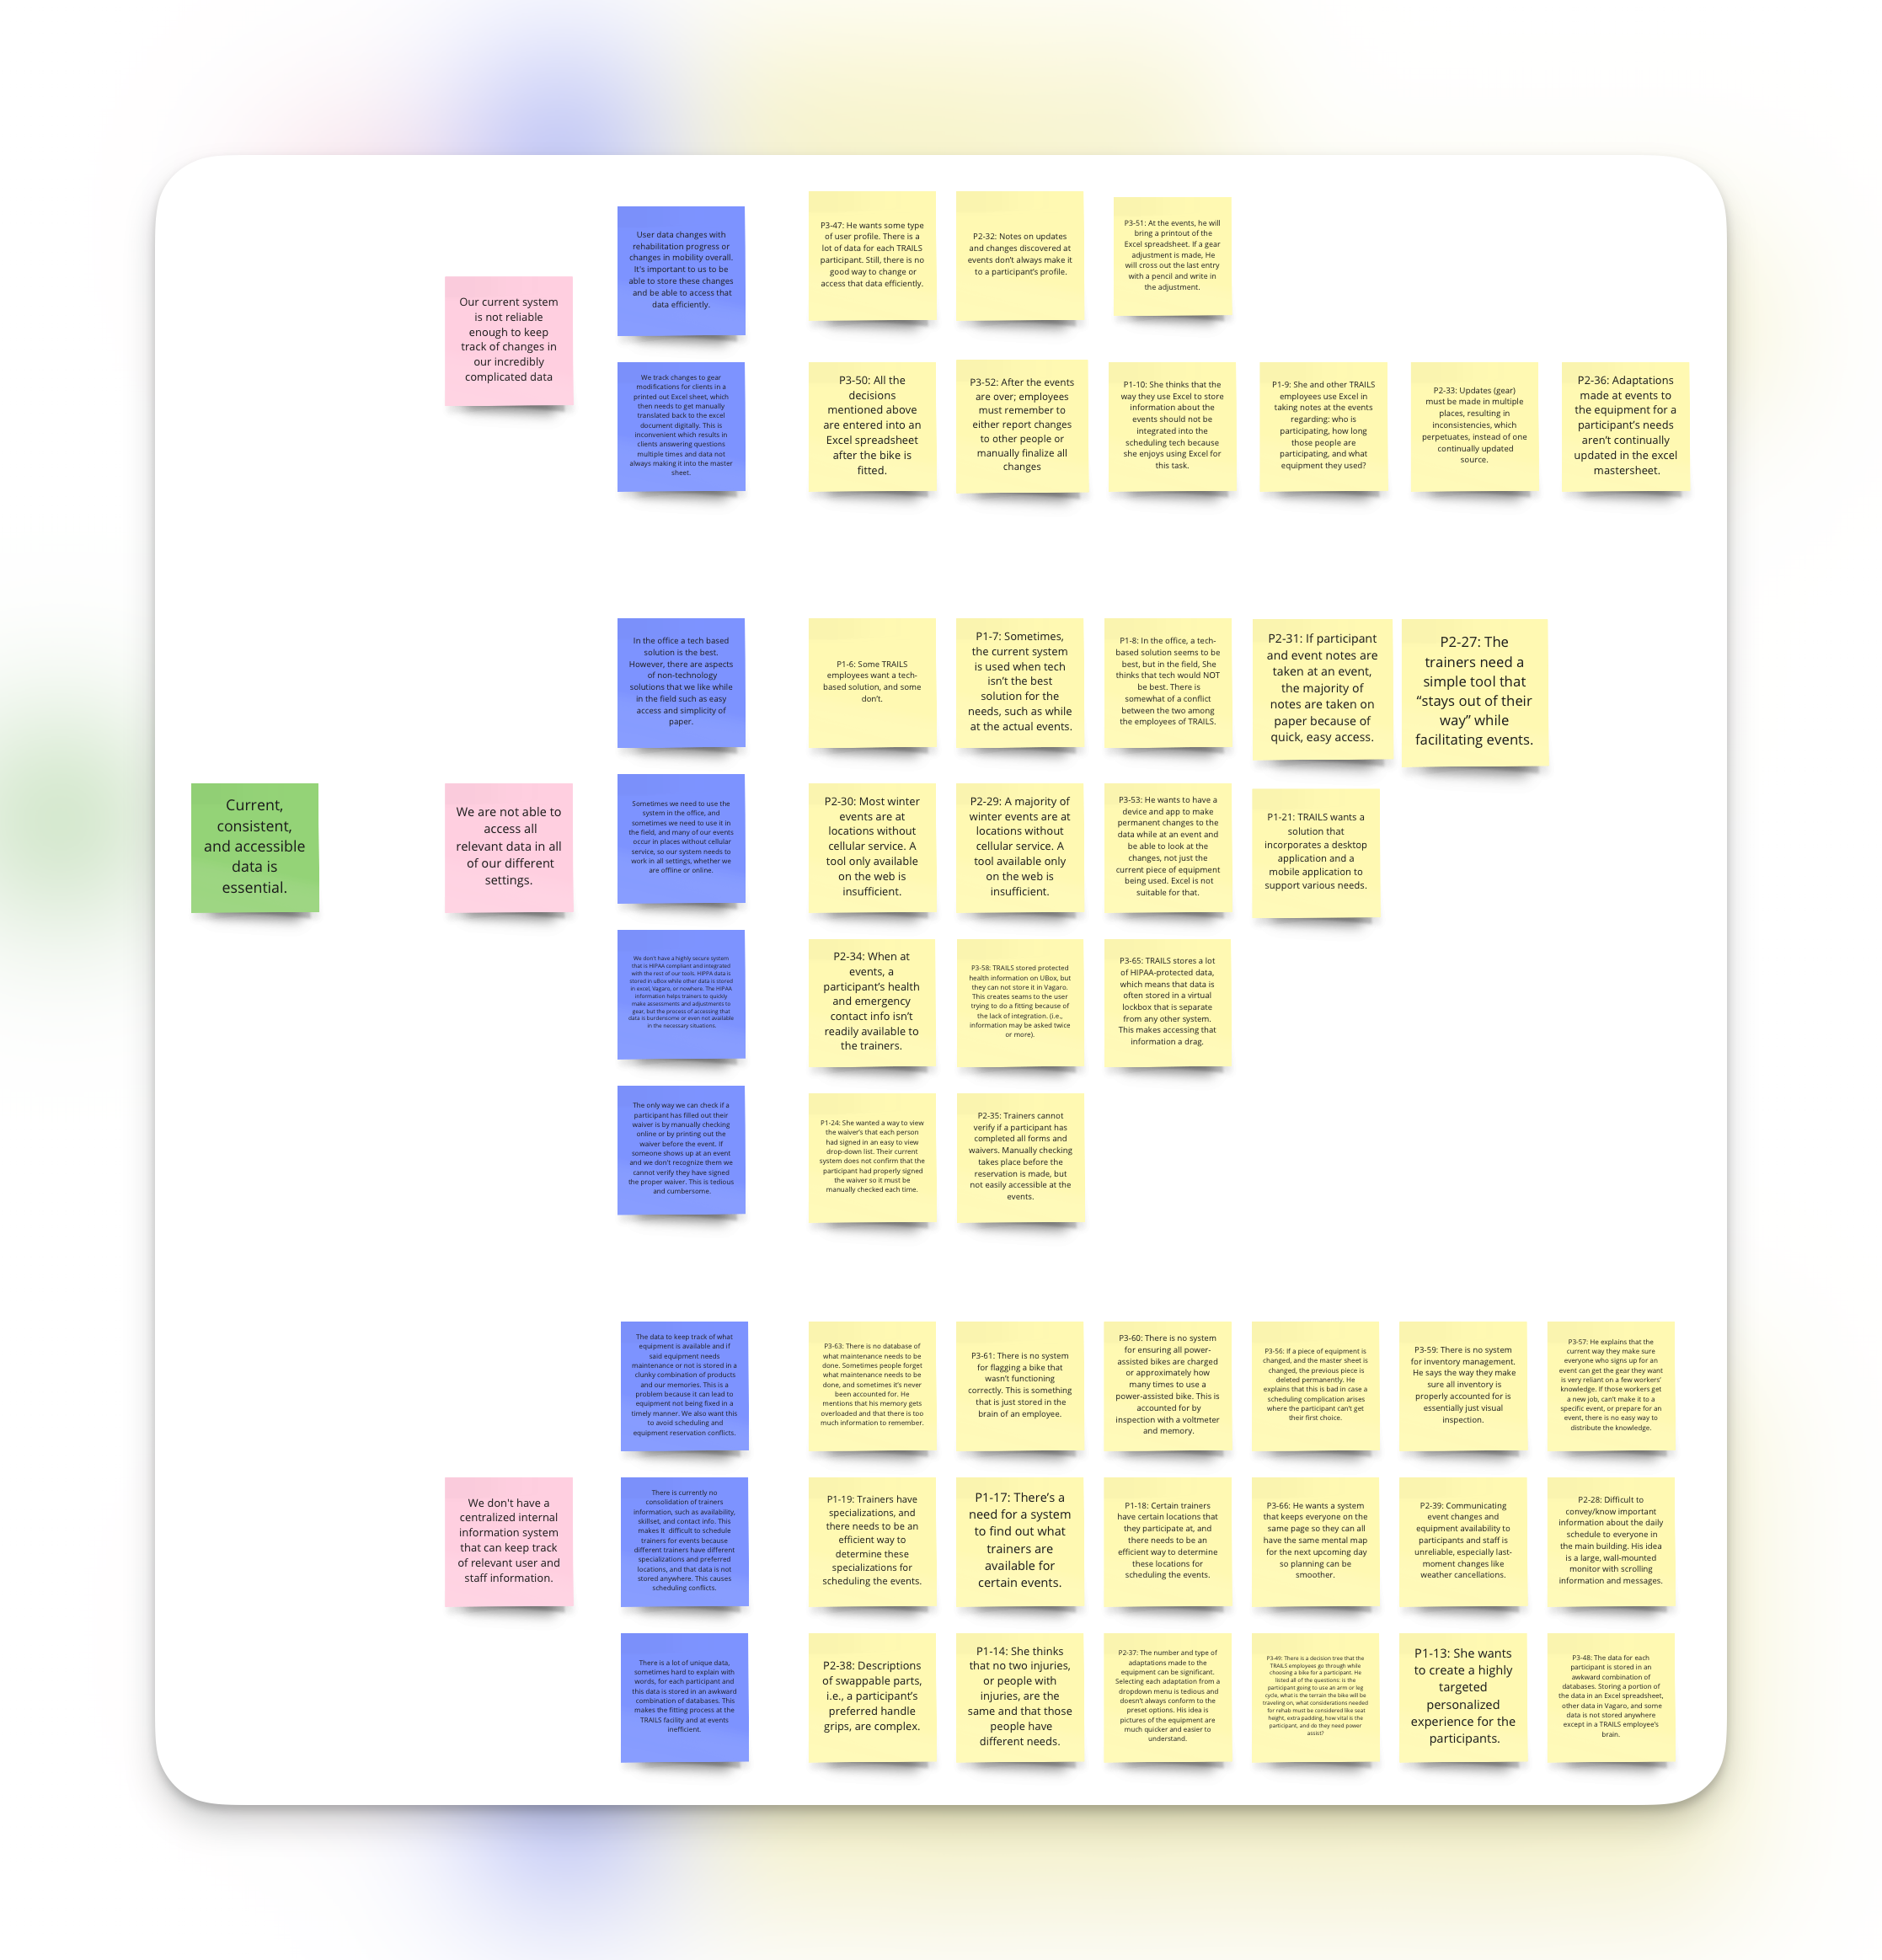 User data changes with
rehabilitation progress or
changes in mobility overall.
It's important to us to be
able to store these changes
and be able to access that
data efficiently.
P3-47: He wants some type
of user profile. There is a
lot of data for each TRAILS
participant. Still, there is no
good way to change or
access that data efficiently.
P2-32: Notes on updates
and changes discovered at
events don't always make it
to a participant's profile.
P3-51: At the events, he will
bring a printout of the
Excel spreadsheet. If a gear
adjustment is made, He
will cross out the last entry
with a pencil and write in
the adjustment.
Our current system
is not reliable
enough to keep
track of changes in
our incredibly
complicated data
We track changes to gear
modifications for clients in a
printed out Excel sheet, which
then needs to get manually
translated back to the excel
document digitally. This is
inconvenient which results in
clients answering questions
multiple times and data not
always making it into the master
sheet.
P3-50: All the
decisions
mentioned above
are entered into an
Excel spreadsheet
after the bike is
fitted.
P3-52: After the events
are over; employees
must remember to
either report changes
to other people or
manually finalize all
changes
P1-10: She thinks that the
way they use Excel to store
information about the
events should not be
integrated into the
scheduling tech because
she enjoys using Excel for
this task.
P1-9: She and other TRAILS
employees use Excel in
taking notes at the events
regarding: who is
participating, how long
those people are
participating, and what
equipment they used?
P2-33: Updates (gear)
must be made in multiple
places, resulting in
inconsistencies, which
perpetuates, instead of one
continually updated
source.
P2-36: Adaptations
made at events to
the equipment for a
participant's needs
aren't continually
updated in the excel
mastersheet.
In the office a tech based
solution is the best.
However, there are aspects
of non-technology
solutions that we like while
in the field such as easy
access and simplicity of
paper.
P1-6: Some TRAILS
employees want a tech-
based solution, and some
don't.
P1-7: Sometimes,
the current system
is used when tech
isn't the best
solution for the
needs, such as while
at the actual events.
P1-8: In the office, a tech-
based solution seems to be
best, but in the field, She
thinks that tech would NOT
be best. There is
somewhat of a conflict
between the two among
the employees of TRAILS.
P2-31: If participant
and event notes are
taken at an event,
the majority of
notes are taken on
paper because of
quick, easy access.
P2-27: The
trainers need a
simple tool that
“stays out of their
way” while
facilitating events.
Current,
consistent,
and accessible
data is
essential.
We are not able to
access all
relevant data in all
of our different
settings.
Sometimes we need to use the
system in the office, and
sometimes we need to use it in
the field, and many of our events
occur in places without cellular
service, so our system needs to
work in all settings, whether we
are offline or online.
P2-30: Most winter
events are at
locations without
cellular service. A
tool only available
on the web is
insufficient.
P2-29: A majority of
winter events are at
locations without
cellular service. A
tool available only
on the web is
insufficient.
P3-53: He wants to have a
device and app to make
permanent changes to the
data while at an event and
be able to look at the
changes, not just the
current piece of equipment
being used. Excel is not
suitable for that.
P1-21: TRAILS wants a
solution that
incorporates a desktop
application and a
mobile application to
support various needs.
We don't have a highly secure system
that is HIPAA compliant and integrated
with the rest of our tools. HIPPA data is
stored in uBox while other data is stored
in excel, Vagaro, or nowhere. The HIPAA
information helps trainers to quickly
make assessments and adjustments to
gear, but the process of accessing that
data is burdensome or even not available
in the necessary situations.
P2-34: When at
events, a
participant's health
and emergency
contact info isn't
readily available to
the trainers.
P3-58: TRAILS stored protected
health information on UBox, but
they can not store it in Vagaro.
This creates seams to the user
trying to do a fitting because of
the lack of integration. (i.e.,
information may be asked twice
or more).
P3-65: TRAILS stores a lot
of HIPAA-protected data,
which means that data is
often stored in a virtual
lockbox that is separate
from any other system.
This makes accessing that
information a drag.
The only way we can check if a
participant has filled out their
waiver is by manually checking
online or by printing out the
waiver before the event. If
someone shows up at an event
and we don't recognize them we
cannot verify they have signed
the proper waiver. This is tedious
and cumbersome.
P1-24: She wanted a way to view
the waiver's that each person
had signed in an easy to view
drop-down list. Their current
system does not confirm that the
participant had properly signed
the waiver so it must be
manually checked each time.
P2-35: Trainers cannot
verify if a participant has
completed all forms and
waivers. Manually checking
takes place before the
reservation is made, but
not easily accessible at the
events.
The data to keep track of what
equipment is available and if
said equipment needs
maintenance or not is stored in a
clunky combination of products
and our memories. This is a
problem because it can lead to
equipment not being fixed in a
timely manner. We also want this
to avoid scheduling and
equipment reservation conflicts.
P3-63: There is no database of
what maintenance needs to be
done. Sometimes people forget
what maintenance needs to be
done, and sometimes it's never
been accounted for. He
mentions that his memory gets
overloaded and that there is too
much information to remember.
P3-61: There is no system
for flagging a bike that
wasn't functioning
correctly. This is something
that is just stored in the
brain of an employee.
P3-60: There is no system
for ensuring all power-
assisted bikes are charged
or approximately how
many times to use a
power-assisted bike. This is
accounted for by
inspection with a voltmeter
and memory.
P3-56: If a piece of equipment is
changed, and the master sheet is
changed, the previous piece is
deleted permanently. He
explains that this is bad in case a
scheduling complication arises
where the participant can't get
their first choice.
P3-59: There is no system
for inventory management.
He says the way they make
sure all inventory is
properly accounted for is
essentially just visual
inspection.
P3-57: He explains that the
current way they make sure
everyone who signs up for an
event can get the gear they want
is very reliant on a few workers'
knowledge. If those workers get
a new job, can't make it to a
specific event, or prepare for an
event, there is no easy way to
distribute the knowledge.
We don't have a
centralized internal
information system
that can keep track
of relevant user and
staff information.
There is currently no
consolidation of trainers
information, such as availability,
skillset, and contact info. This
makes it difficult to schedule
trainers for events because
different trainers have different
specializations and preferred
locations, and that data is not
stored anywhere. This causes
scheduling conflicts.
P1-19: Trainers have
specializations, and
there needs to be an
efficient way to
determine these
specializations for
scheduling the events.
P1-17: There's a
need for a system
to find out what
trainers are
available for
certain events.
P1-18: Certain trainers
have certain locations that
they participate at, and
there needs to be an
efficient way to determine
these locations for
scheduling the events.
P3-66: He wants a system
that keeps everyone on the
same page so they can all
have the same mental map
for the next upcoming day
so planning can be
smoother.
P2-39: Communicating
event changes and
equipment availability to
participants and staff is
unreliable, especially last-
moment changes like
weather cancellations.
P2-28: Difficult to
convey/know important
information about the daily
schedule to everyone in
the main building. His idea
is a large, wall-mounted
monitor with scrolling
information and messages.
There is a lot of unique data,
sometimes hard to explain with
words, for each participant and
this data is stored in an awkward
combination of databases. This
makes the fitting process at the
TRAILS facility and at events
inefficient.
P2-38: Descriptions
of swappable parts,
i.e., a participant's
preferred handle
grips, are complex.
P1-14: She thinks
that no two injuries,
or people with
injuries, are the
same and that those
people have
different needs.
P2-37: The number and type of
adaptations made to the
equipment can be significant.
Selecting each adaptation from a
dropdown menu is tedious and
doesn't always conform to the
preset options. His idea is
pictures of the equipment are
much quicker and easier to
understand.
P3-49: There is a decision tree that the
TRAILS employees go through while
choosing a bike for a participant. He
listed all of the questions: is the
participant going to use an arm or leg
cycle, what is the terrain the bike will be
traveling on, what considerations needed
for rehab must be considered like seat
height, extra padding, how vital is the
participant, and do they need power
assist?
P1-13: She wants
to create a highly
targeted
personalized
experience for the
participants.
P3-48: The data for each
participant is stored in an
awkward combination of
databases. Storing a portion of
the data in an Excel spreadsheet,
other data in Vagaro, and some
data is not stored anywhere
except in a TRAILS employee's
brain.